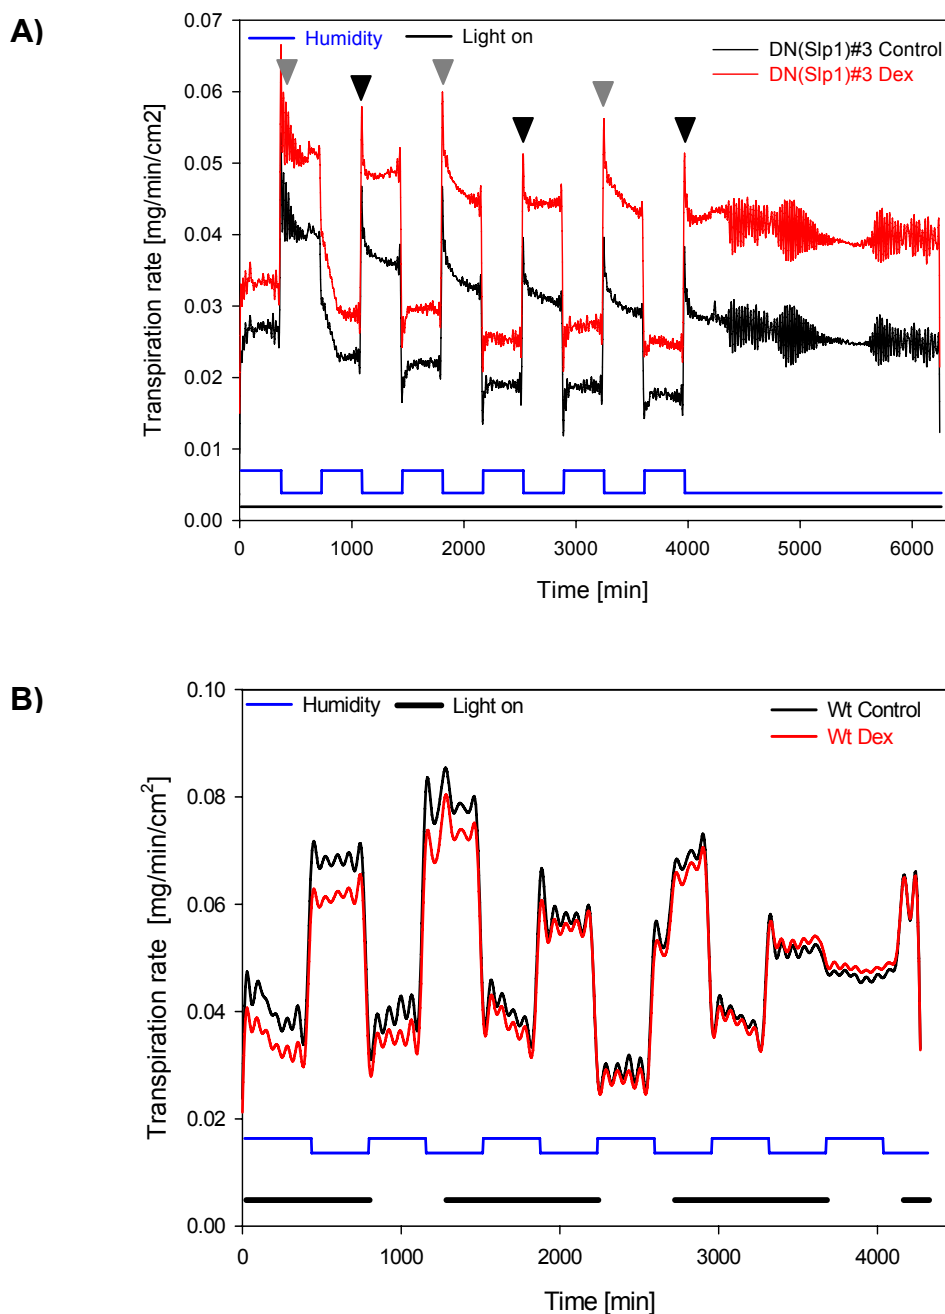 A)
Humidity Light on
DN(Slp1)#3 Control
DN(Slp1)#3 Dex
Transpiration rate [mg/min/cm2]
0.07
0.06
0.05
0.04
0.03
0.02
0.01
0.00
0 1000 2000 3000 4000 5000 6000
Time [min]
B)
Humidity Light on
Wt Control
Wt Dex
Transpiration rate [mg/min/cm²]
0.10
0.08
0.06
0.04
0.02
0.00
0 1000 2000 3000 4000
Time [min]